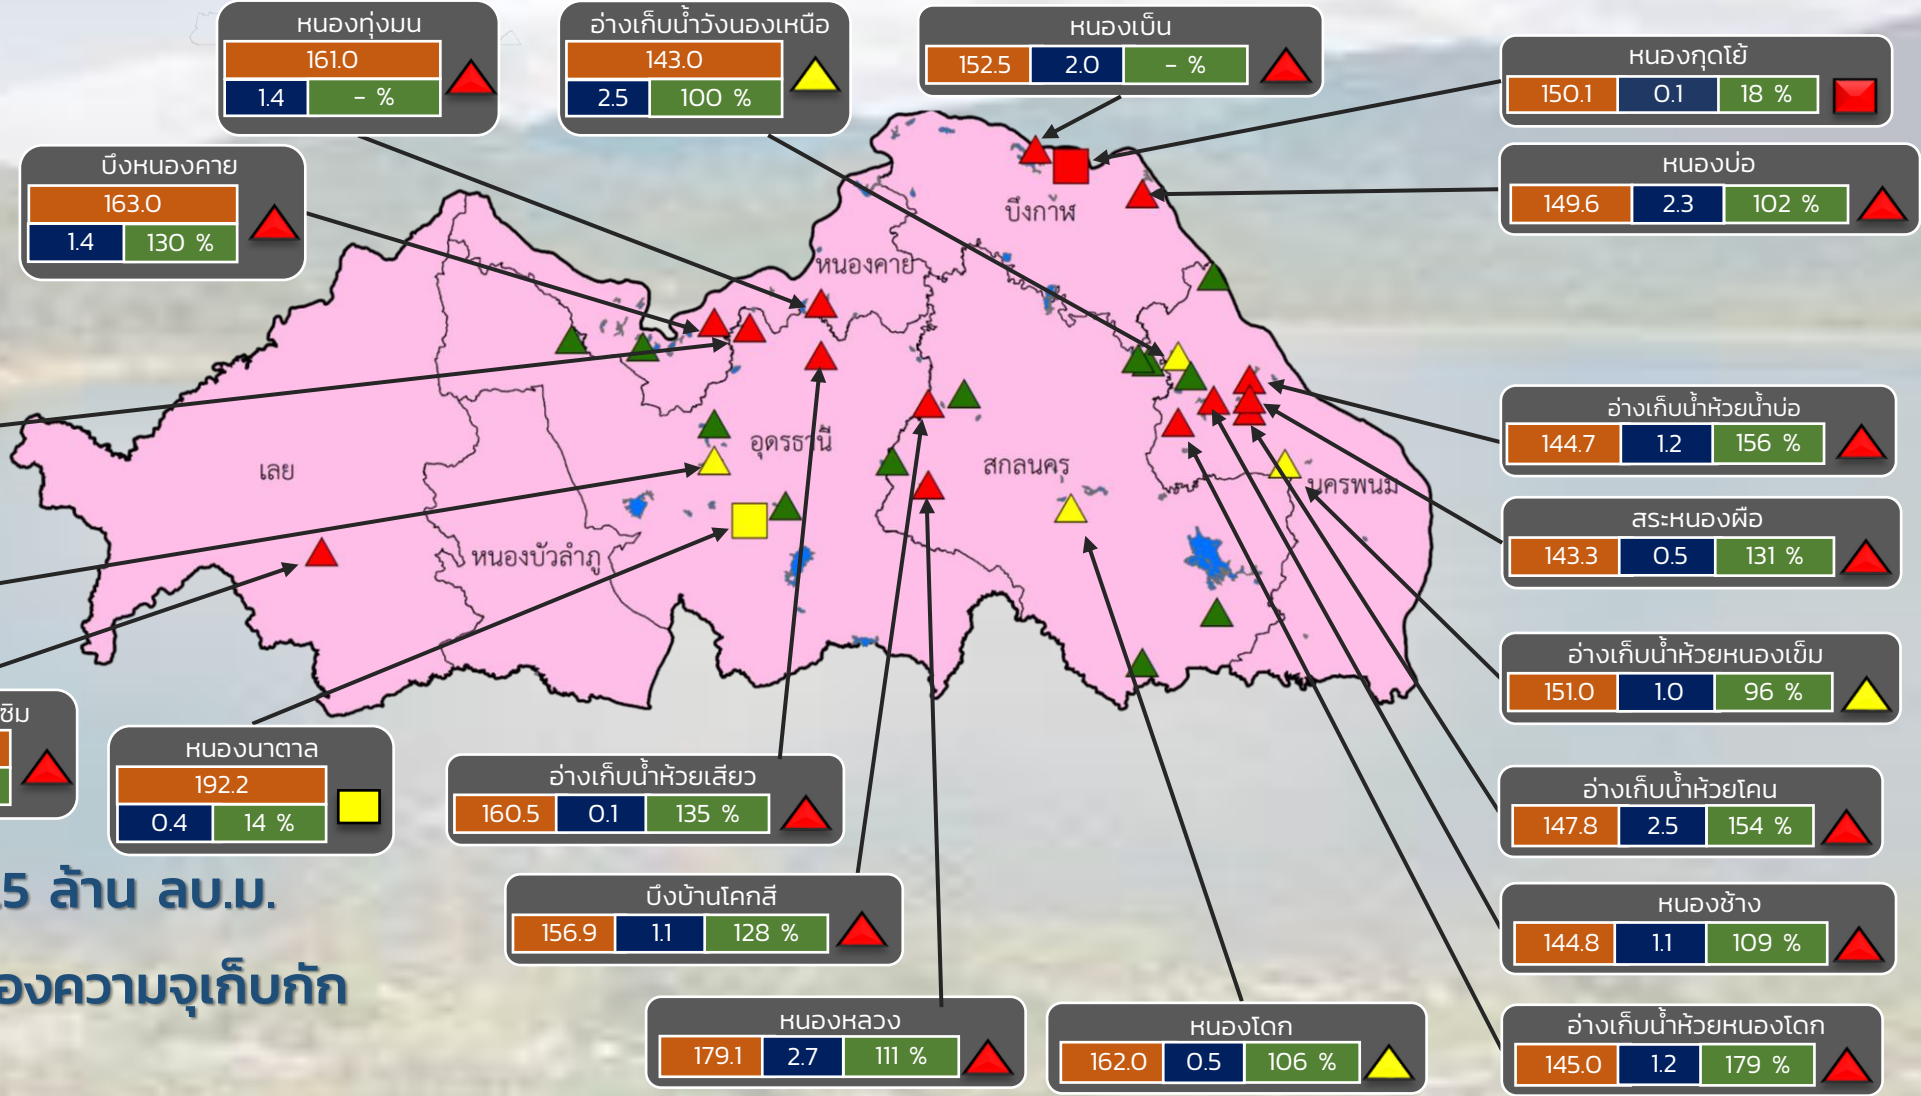 หนองทุ่งมน
161.0
1.4 - %
อ่างเก็บน้ำวังนองเหนือ
143.0
2.5 100 %
หนองเบ็น
152.5 2.0 - %
หนองกุดโย้
150.1 0.1 18 %
บึงหนองคาย
163.0
1.4 130 %
หนองบ่อ
149.6 2.3 102 %
บึงกาฬ
หนองคาย
อุดรธานี
เลย
สกลนคร
นครพนม
หนองบัวลำภู
อ่างเก็บน้ำห้วยน้ำบ่อ
144.7 1.2 156 %
สระหนองผือ
143.3 0.5 131 %
อ่างเก็บน้ำห้วยหนองเข็ม
151.0 1.0 96 %
ซิม
หนองนาตาล
192.2
0.4 14 %
อ่างเก็บน้ำห้วยเสียว
160.5 0.1 135 %
อ่างเก็บน้ำห้วยโคน
147.8 2.5 154 %
5 ล้าน ลบ.ม.
บึงบ้านโคกสี
156.9 1.1 128 %
หนองช้าง
144.8 1.1 109 %
องความจุเก็บกัก
หนองหลวง
179.1 2.7 111 %
หนองโดก
162.0 0.5 106 %
อ่างเก็บน้ำห้วยหนองโดก
145.0 1.2 179 %